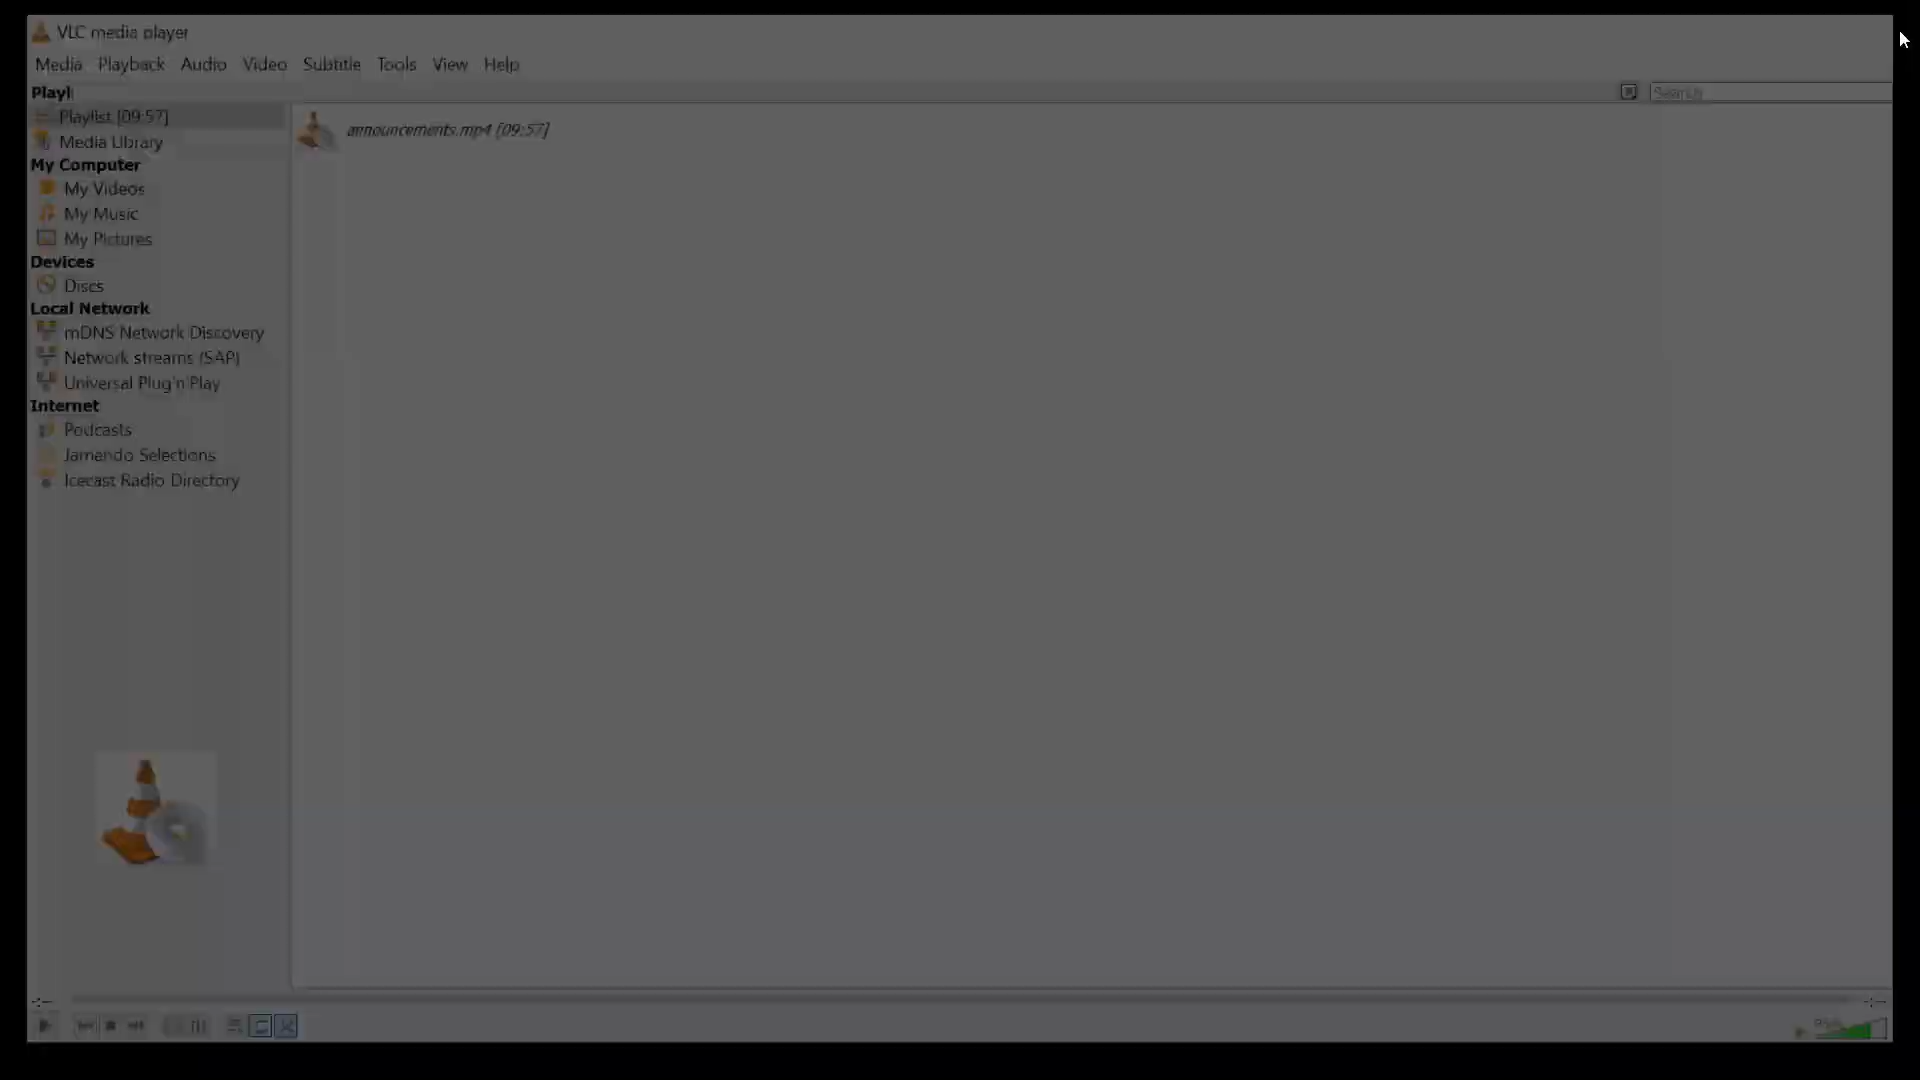 VLC media player
Media Playback Audio Video Subtitle Tools View Help
Playl
Search
Playlist [09:57]
announcements.mp4 [09:57]
Media Library
My Computer
My Videos
My Music
My Pictures
Devices
Discs
Local Network
mDNS Network Discovery
Network streams (SAP)
Universal Plug'n'Play
Internet
Podcasts
Jamendo Selections
Icecast Radio Directory